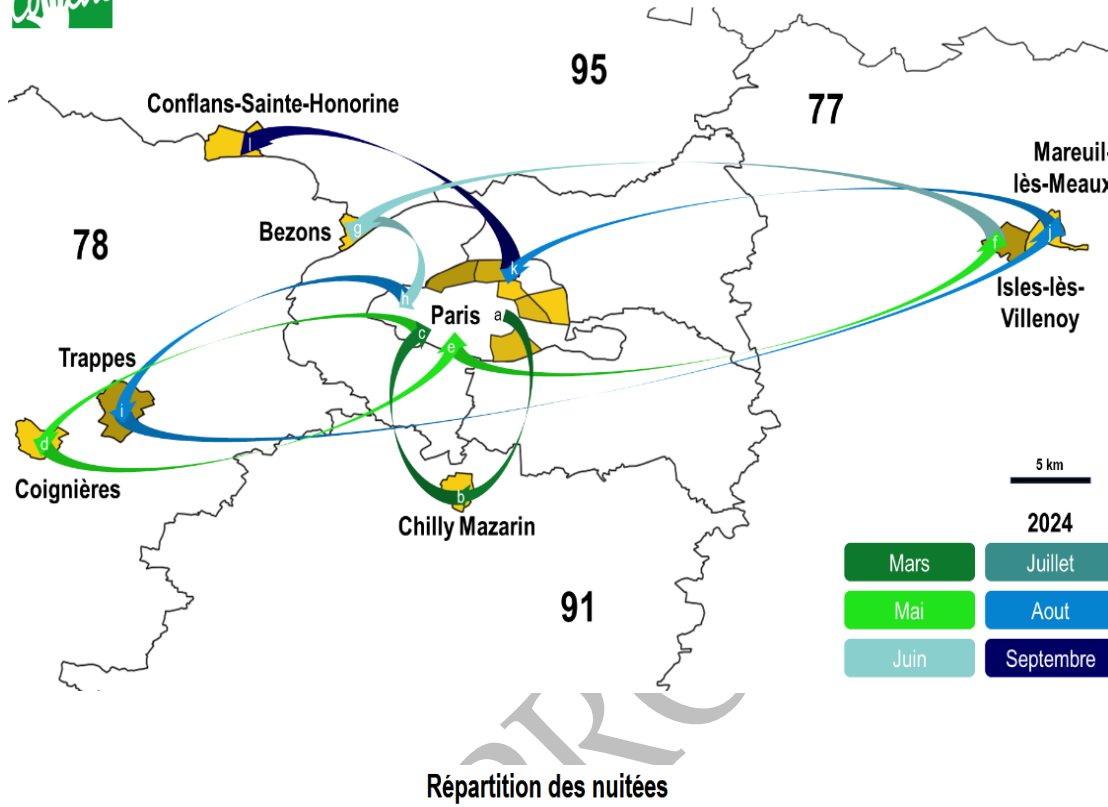 95
77
Conflans-Sainte-Honorine
Mareuil-
lès-Meaux
l
Bezons
g
78
f
j
k
Isles-lès-
Villenoy
h
Paris
a
c
e
Trappes
i
d
Coignières
b
Chilly Mazarin
5 km
2024
91
Mars
Juillet
Mai
Aout
Juin
Septembre
Répartition des nuitées